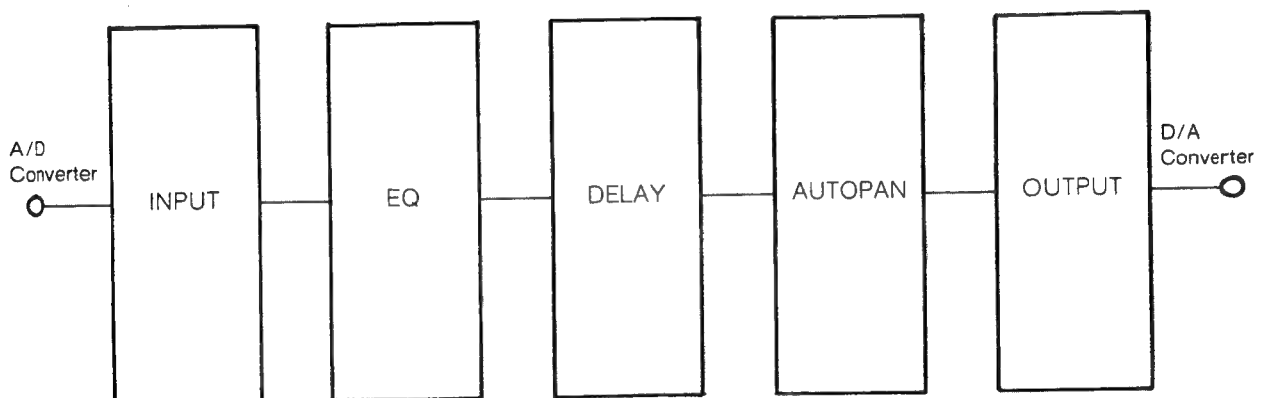 A/D
Converter
INPUT
EQ
DELAY
AUTOPAN
OUTPUT
D/A
Converter